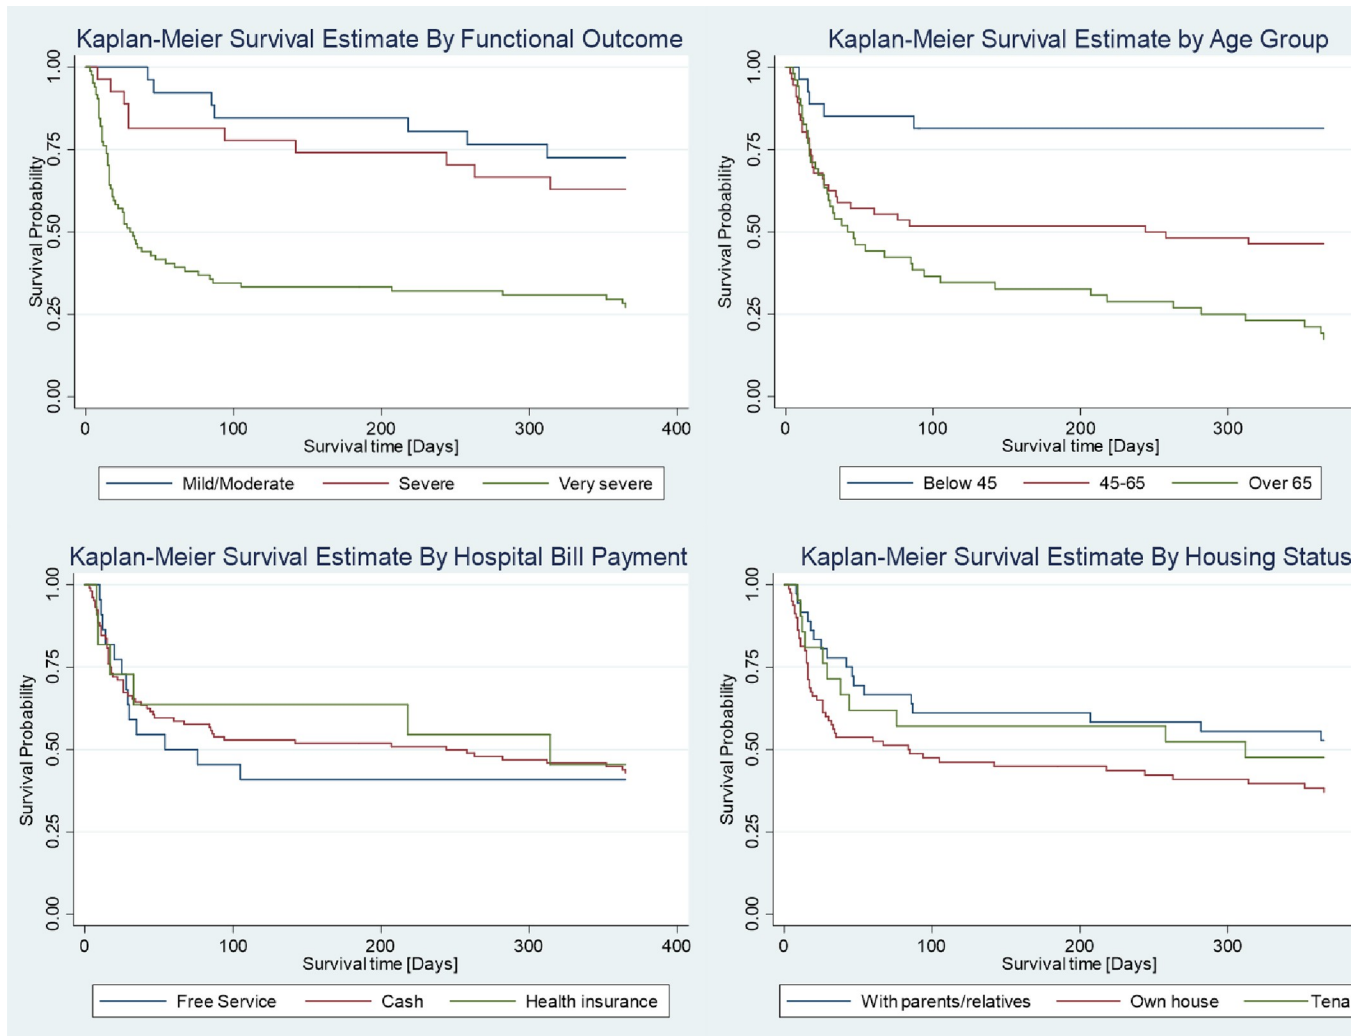 Kaplan-Meier Survival Estimate By Functional Outcome
1.00
0.75
0.50
0.25
0.00
Survival Probability
0 100 200 300 400
Survival time [Days]
Mild/Moderate Severe Very severe
Kaplan-Meier Survival Estimate by Age Group
1.00
0.75
0.50
0.25
0.00
Survival Probability
0 100 200 300
Survival time [Days]
Below 45 45-65 Over 65
Kaplan-Meier Survival Estimate By Hospital Bill Payment
1.00
0.75
0.50
0.25
0.00
Survival Probability
0 100 200 300 400
Survival time [Days]
Free Service Cash Health insurance
Kaplan-Meier Survival Estimate By Housing Status
1.00
0.75
0.50
0.25
0.00
Survival Probability
0 100 200 300
Survival time [Days]
With parents/relatives Own house Tena